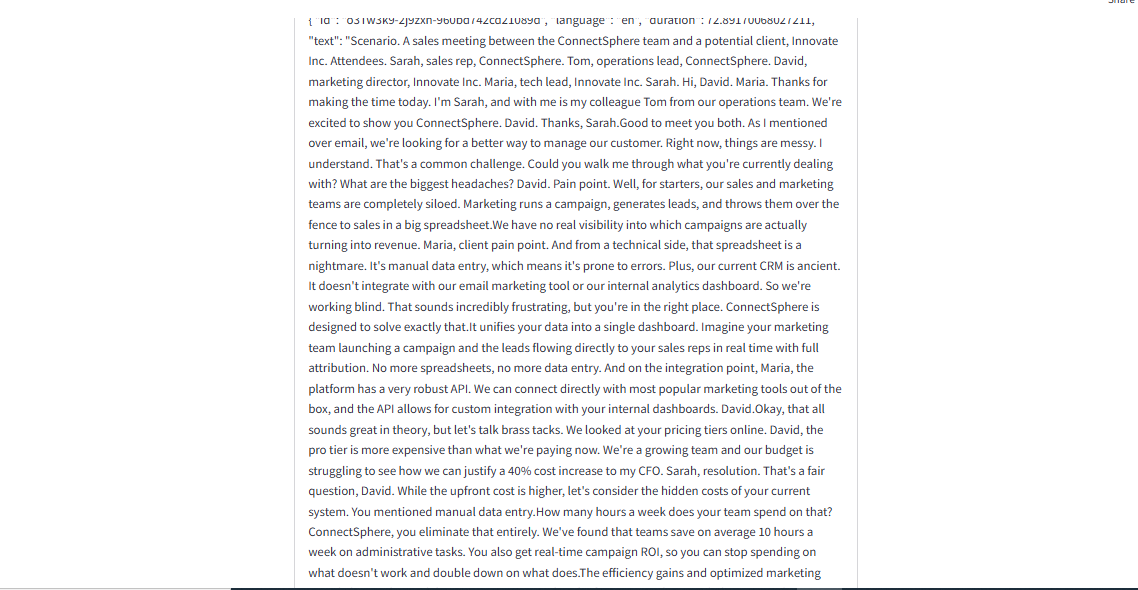 Share
{ "id": "o31w3k9-2j9zxh-960bd742cd21089d", "language": "en", "duration": 72.89170068027211,
"text": "Scenario. A sales meeting between the ConnectSphere team and a potential client, Innovate
Inc. Attendees. Sarah, sales rep, ConnectSphere. Tom, operations lead, ConnectSphere. David,
marketing director, Innovate Inc. Maria, tech lead, Innovate Inc. Sarah. Hi, David. Maria. Thanks for
making the time today. I'm Sarah, and with me is my colleague Tom from our operations team. We're
excited to show you ConnectSphere. David. Thanks, Sarah.Good to meet you both. As I mentioned
over email, we're looking for a better way to manage our customer. Right now, things are messy. I
understand. That's a common challenge. Could you walk me through what you're currently dealing
with? What are the biggest headaches? David. Pain point. Well, for starters, our sales and marketing
teams are completely siloed. Marketing runs a campaign, generates leads, and throws them over the
fence to sales in a big spreadsheet.We have no real visibility into which campaigns are actually
turning into revenue. Maria, client pain point. And from a technical side, that spreadsheet is a
nightmare. It's manual data entry, which means it's prone to errors. Plus, our current CRM is ancient.
It doesn't integrate with our email marketing tool or our internal analytics dashboard. So we're
working blind. That sounds incredibly frustrating, but you're in the right place. ConnectSphere is
designed to solve exactly that.It unifies your data into a single dashboard. Imagine your marketing
team launching a campaign and the leads flowing directly to your sales reps in real time with full
attribution. No more spreadsheets, no more data entry. And on the integration point, Maria, the
platform has a very robust API. We can connect directly with most popular marketing tools out of the
box, and the API allows for custom integration with your internal dashboards. David.Okay, that all
sounds great in theory, but let's talk brass tacks. We looked at your pricing tiers online. David, the
pro tier is more expensive than what we're paying now. We're a growing team and our budget is
struggling to see how we can justify a 40% cost increase to my CFO. Sarah, resolution. That's a fair
question, David. While the upfront cost is higher, let's consider the hidden costs of your current
system. You mentioned manual data entry.How many hours a week does your team spend on that?
ConnectSphere, you eliminate that entirely. We've found that teams save on average 10 hours a
week on administrative tasks. You also get real-time campaign ROI, so you can stop spending on
what doesn't work and double down on what does.The efficiency gains and optimized marketing